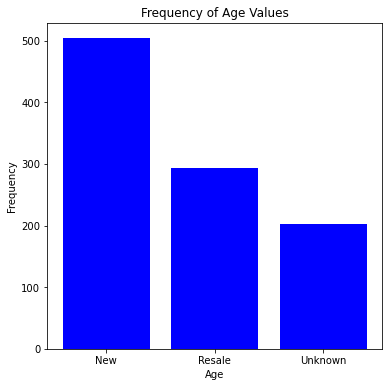 Frequency of Age Values
500
400
300
200
100
0
Frequency
New Resale Unknown
Age